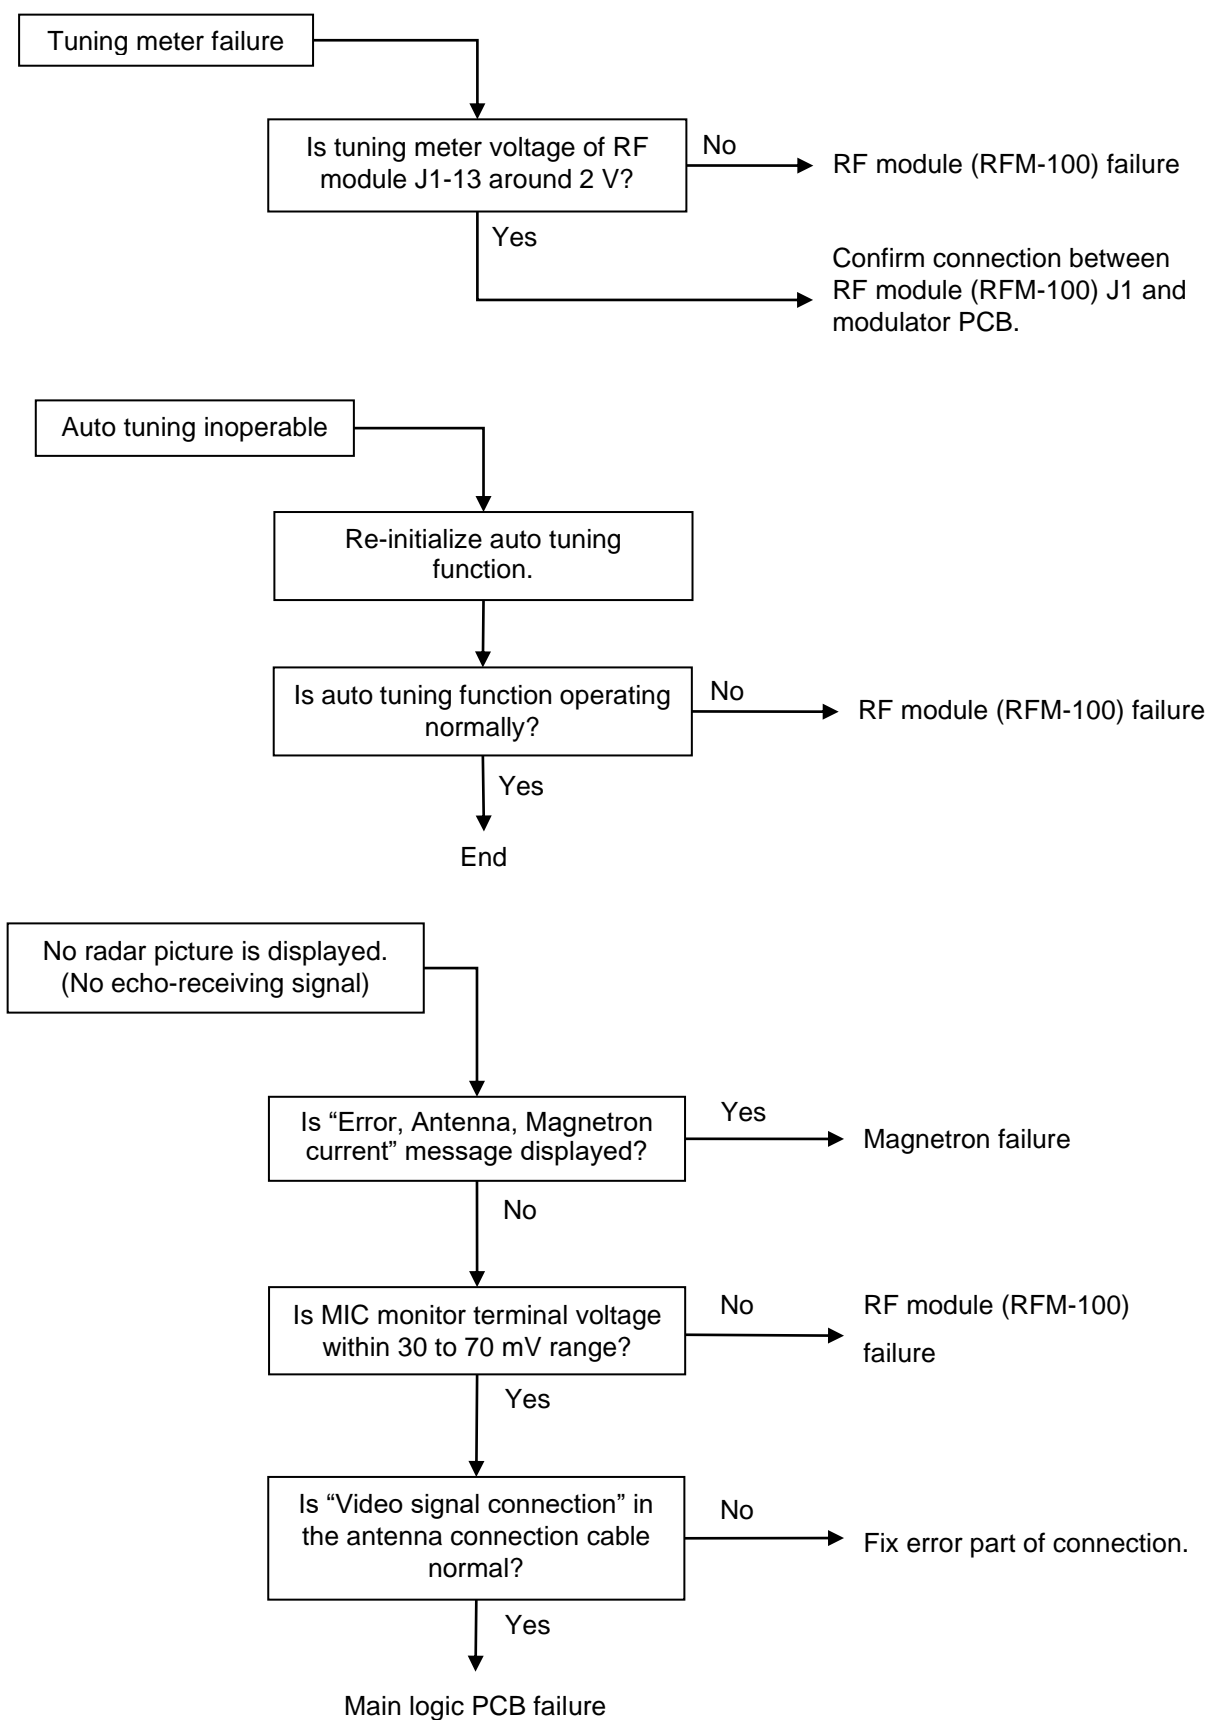 Tuning meter failure
Is tuning meter voltage of RF
module J1-13 around 2 V?
No
RF module (RFM-100) failure
Yes
Confirm connection between
RF module (RFM-100) J1 and
modulator PCB.
Auto tuning inoperable
Re-initialize auto tuning
function.
Is auto tuning function operating
normally?
No
RF module (RFM-100) failure
Yes
End
No radar picture is displayed.
(No echo-receiving signal)
Is “Error, Antenna, Magnetron
current” message displayed?
Yes
Magnetron failure
No
Is MIC monitor terminal voltage
within 30 to 70 mV range?
No
RF module (RFM-100)
failure
Yes
Is “Video signal connection” in
the antenna connection cable
normal?
No
Fix error part of connection.
Yes
Main logic PCB failure